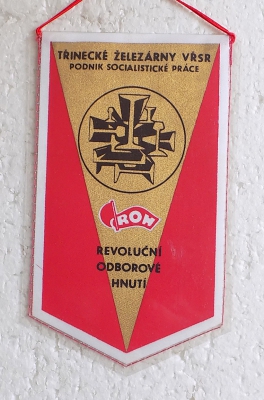 TŘINECKÉ ŽELEZÁRNY VŘSR
PODNIK SOCIALISTICKÉ PRÁCE
ROH
REVOLUČNÍ
ODBOROVÉ
HNUTÍ